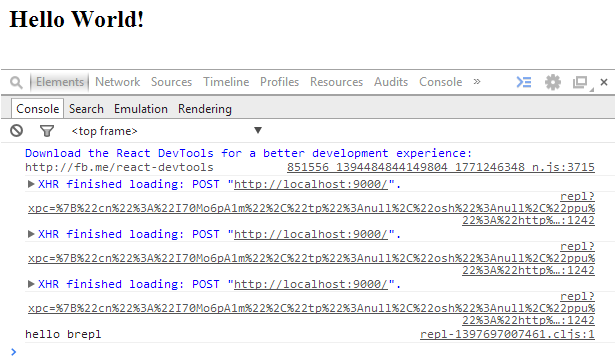 Hello World!
Elements Network Sources Timeline Profiles Resources Audits Console »
Console Search Emulation Rendering
<top frame>
Download the React DevTools for a better development experience:
http://fb.me/react-devtools 851556_1394484844149804_1771246348_n.js:3715
XHR finished loading: POST "http://localhost:9000/".
repl?
xpc=%7B%22cn%22%3A%22I70Mo6pA1m%22%2C%22tp%22%3Anull%2C%22osh%22%3Anull%2C%22ppu%
22%3A%22http%…:1242
XHR finished loading: POST "http://localhost:9000/".
repl?
xpc=%7B%22cn%22%3A%22I70Mo6pA1m%22%2C%22tp%22%3Anull%2C%22osh%22%3Anull%2C%22ppu%
22%3A%22http%…:1242
XHR finished loading: POST "http://localhost:9000/".
repl?
xpc=%7B%22cn%22%3A%22I70Mo6pA1m%22%2C%22tp%22%3Anull%2C%22osh%22%3Anull%2C%22ppu%
22%3A%22http%…:1242
hello brepl repl-1397697007461.cljs:1